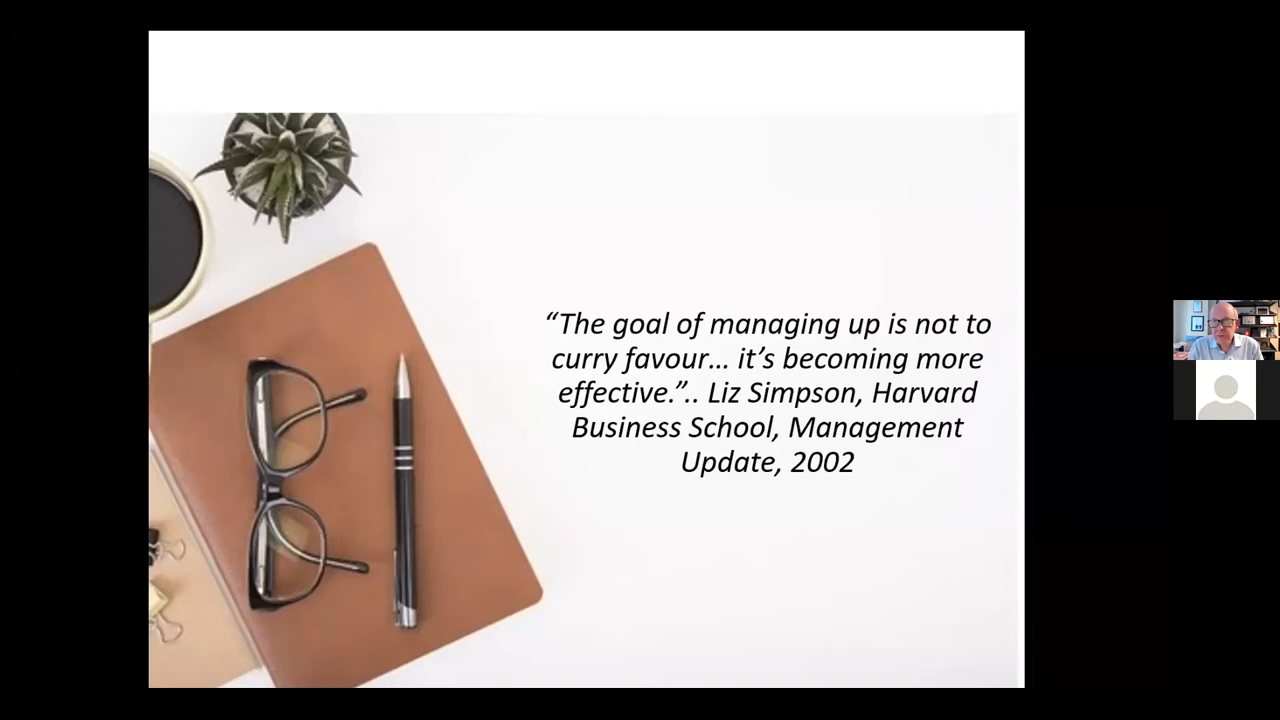 “The goal of managing up is not to
curry favour… it’s becoming more
effective.”.. Liz Simpson, Harvard
Business School, Management
Update, 2002